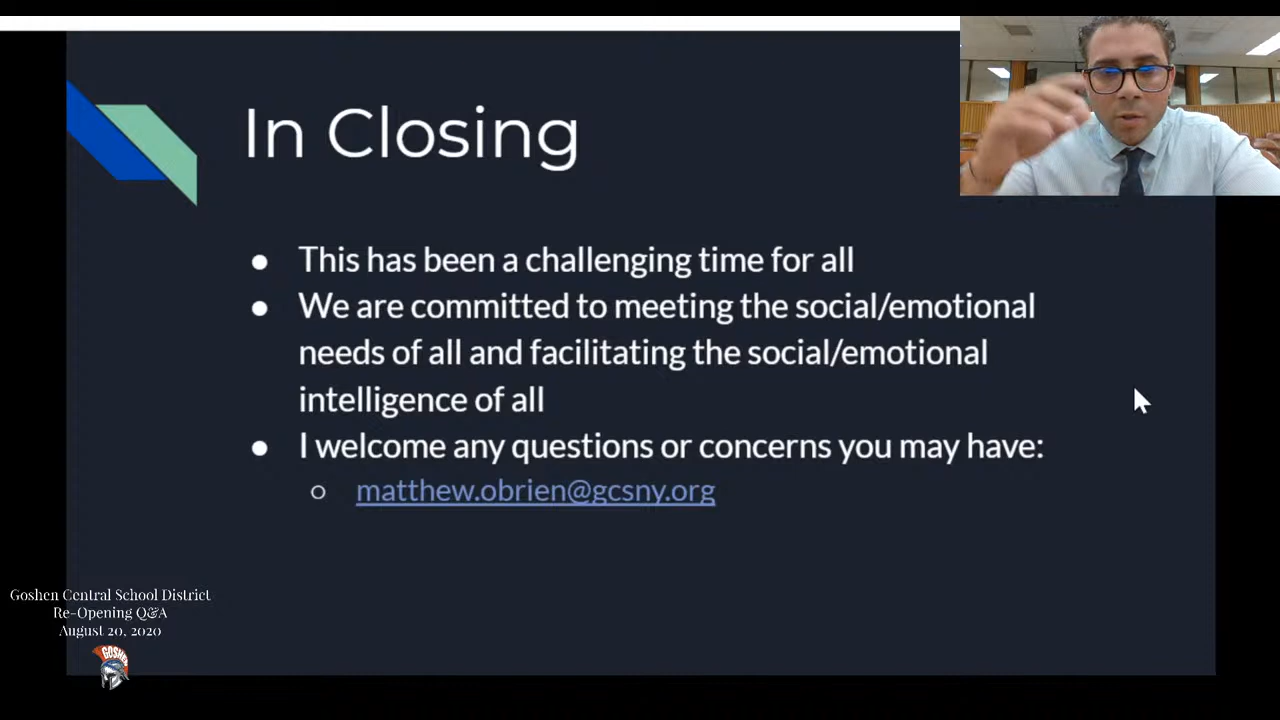 In Closing
● This has been a challenging time for all
● We are committed to meeting the social/emotional
needs of all and facilitating the social/emotional
intelligence of all
● I welcome any questions or concerns you may have:
○ matthew.obrien@gcsny.org
Goshen Central School District
Re-Opening Q&A
August 20, 2020
GOSHEN